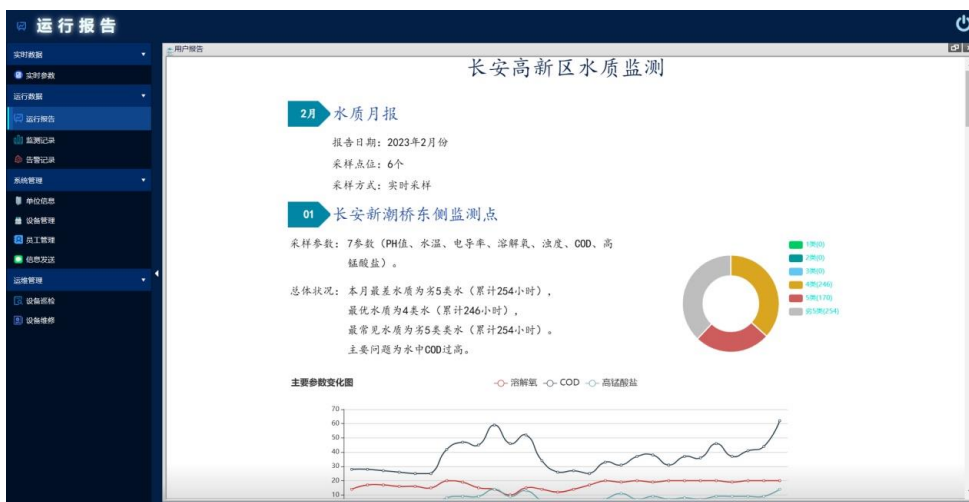 运行报告
实时数据
实时参数
运行数据
运行报告
监测记录
告警记录
系统管理
单位信息
设备管理
员工管理
信息发送
运维管理
设备巡检
设备维修
用户报告
长安高新区水质监测
2月 水质月报
报告日期：2023年2月份
采样点位：6个
采样方式：实时采样
01 长安新潮桥东侧监测点
采样参数：7参数（PH值、水温、电导率、溶解氧、浊度、COD、高
锰酸盐）。
总体状况：本月最差水质为劣5类水（累计254小时），
最优水质为4类水（累计246小时），
最常见水质为劣5类类水（累计254小时）。
主要问题为水中COD过高。
1类(0)
2类(0)
3类(0)
4类(246)
5类(170)
劣5类(254)
主要参数变化图
溶解氧 COD 高锰酸盐
70
60
50
40
30
20
10